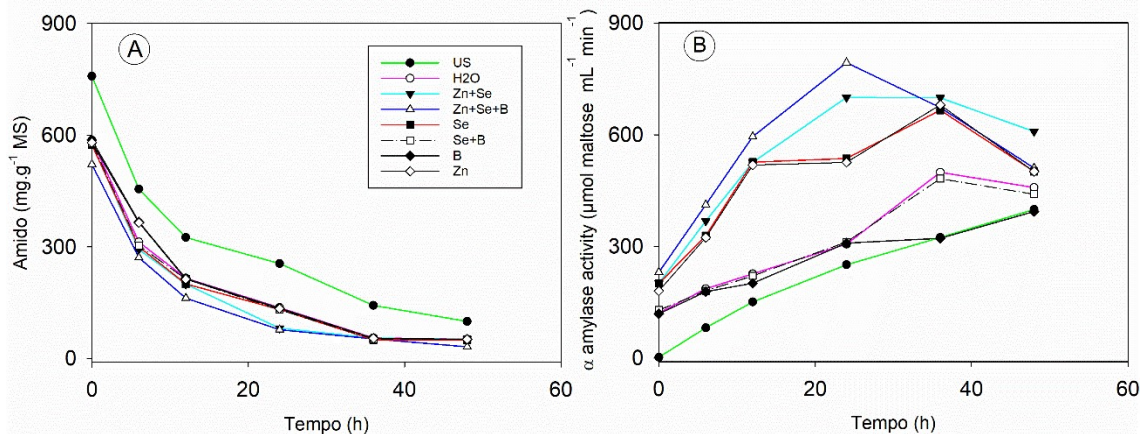 900
600
300
0
0
20
40
60
Amido (mg.g⁻¹ MS)
Tempo (h)
A
US
H2O
Zn+Se
Zn+Se+B
Se
Se+B
B
Zn
900
600
300
0
0
20
40
60
α amylase activity (µmol maltose mL⁻¹ min⁻¹)
Tempo (h)
B